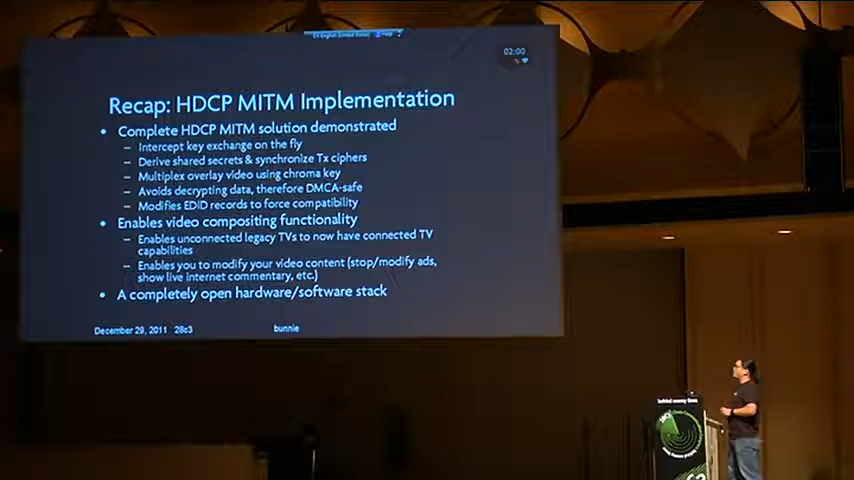 02:00
Recap: HDCP MITM Implementation
• Complete HDCP MITM solution demonstrated
– Intercept key exchange on the fly
– Derive shared secrets & synchronize Tx ciphers
– Multiplex overlay video using chroma key
– Avoids decrypting data, therefore DMCA-safe
– Modifies EDID records to force compatibility
• Enables video compositing functionality
– Enables unconnected legacy TVs to now have connected TV
capabilities
– Enables you to modify your video content (stop/modify ads,
show live internet commentary, etc.)
• A completely open hardware/software stack
December 29, 2011 28c3
bunnie
behind enemy lines